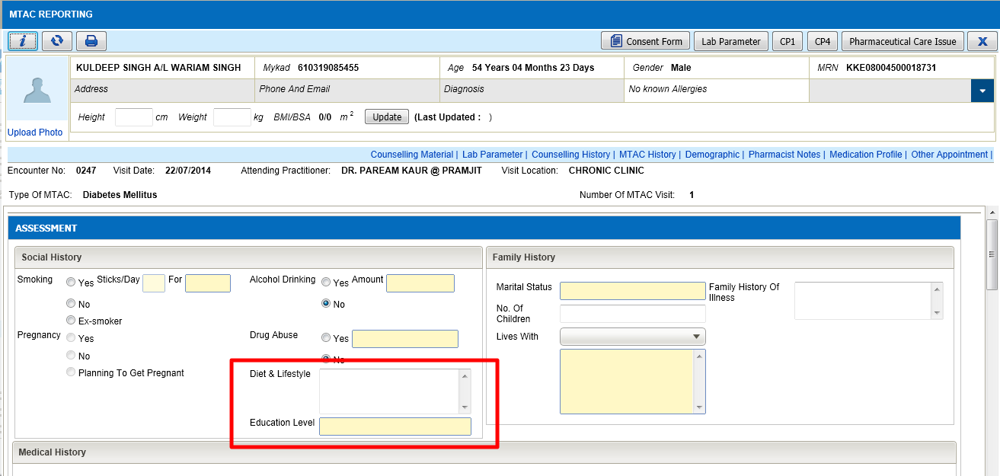 MTAC REPORTING
i Consent Form Lab Parameter CP1 CP4 Pharmaceutical Care Issue X
KULDEEP SINGH A/L WARIAM SINGH Mykad 610319085455 Age 54 Years 04 Months 23 Days Gender Male MRN KKE08004500018731
Address Phone And Email Diagnosis No known Allergies
Height cm Weight kg BMI/BSA 0/0 m 2 Update (Last Updated : )
Upload Photo
Counselling Material | Lab Parameter | Counselling History | MTAC History | Demographic | Pharmacist Notes | Medication Profile | Other Appointment |
Encounter No: 0247 Visit Date: 22/07/2014 Attending Practitioner: DR. PAREAM KAUR @ PRAMJIT Visit Location: CHRONIC CLINIC
Type Of MTAC: Diabetes Mellitus Number Of MTAC Visit: 1
ASSESSMENT
Social History
Smoking Yes Sticks/Day For Alcohol Drinking Yes Amount
No No
Ex-smoker
Pregnancy Yes Drug Abuse Yes
No No
Planning To Get Pregnant Diet & Lifestyle
Education Level
Family History
Marital Status Family History Of
Illness
No. Of
Children
Lives With
Medical History